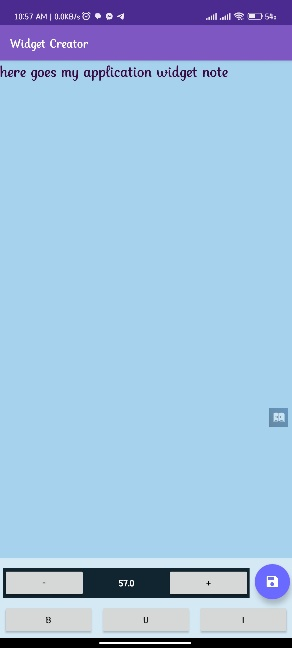 10:57 AM | 0.0KB/s
54
Widget Creator
here goes my application widget note
- 57.0 +
B U I